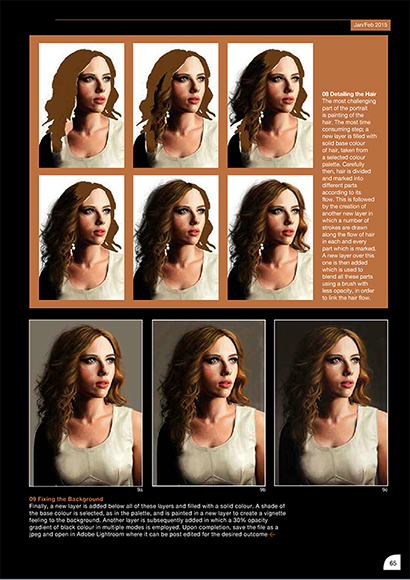 Jan/Feb 2015
08 Detailing the Hair
The most challenging
part of the portrait
is painting of the
hair. The most time
consuming step; a
new layer is filled with
solid base colour
of hair, taken from
a selected colour
palette. Carefully
then, hair is divided
and marked into
different parts
according to its
flow. This is followed
by the creation of
another new layer in
which a number of
strokes are drawn
along the flow of hair
in each and every
part which is marked.
A new layer over this
one is then added
which is used to
blend all these parts
using a brush with
less opacity, in order
to link the hair flow.
9a
9b
9c
09 Fixing the Background
Finally, a new layer is added below all of these layers and filled with a solid colour. A shade of
the base colour is selected, as in the palette, and is painted in a new layer to create a vignette
feeling to the background. Another layer is subsequently added in which a 30% opacity
gradient of black colour in multiple modes is employed. Upon completion, save the file as a
jpeg and open in Adobe Lightroom where it can be post edited for the desired outcome
65